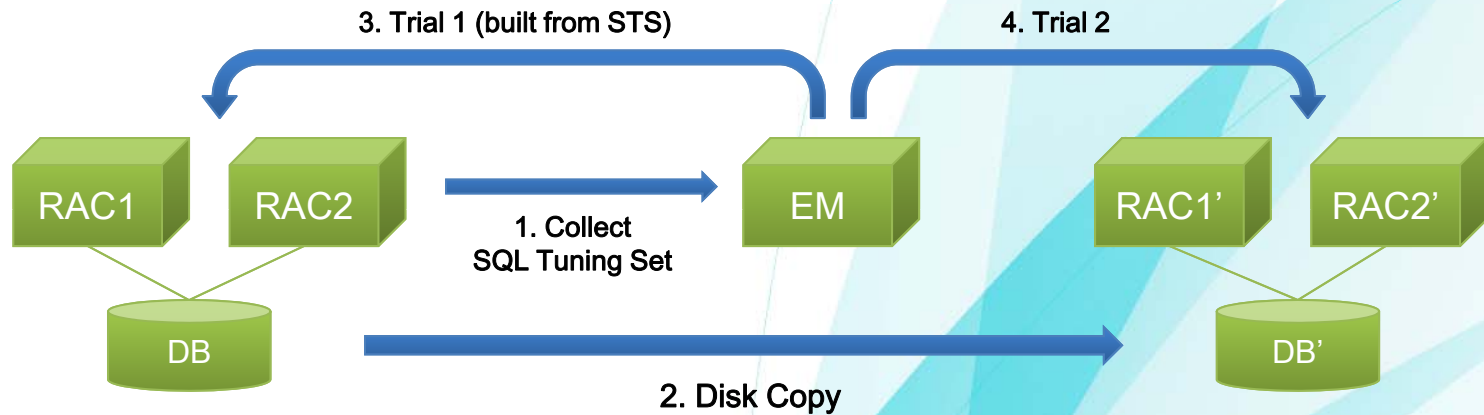 3. Trial 1 (built from STS)
4. Trial 2
RAC1
RAC2
EM
RAC1’
RAC2’
1. Collect
SQL Tuning Set
DB
DB’
2. Disk Copy